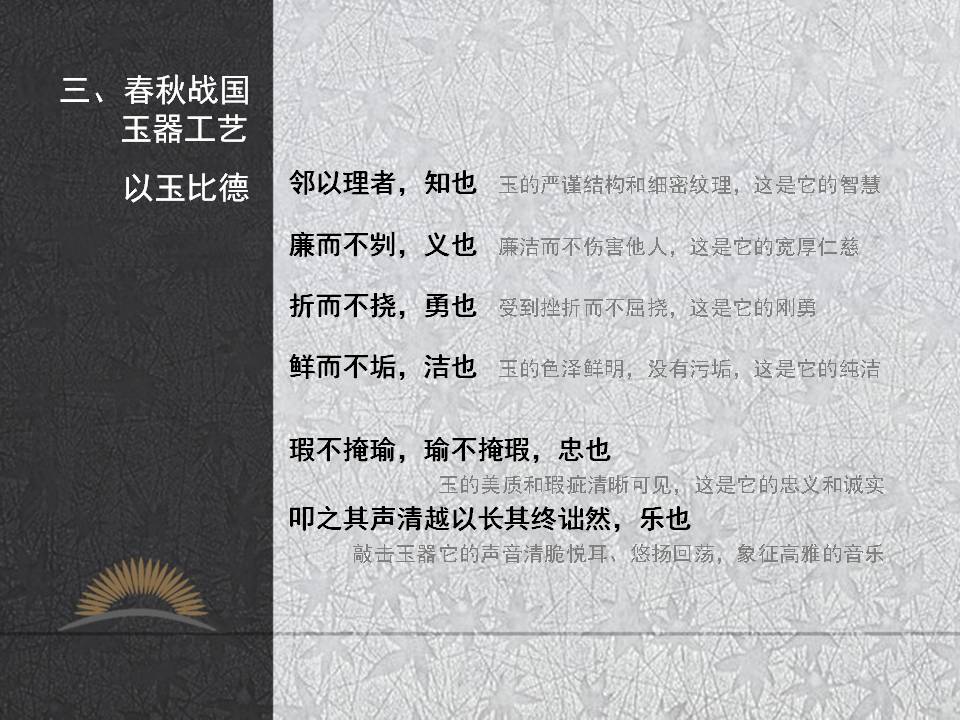 三、春秋战国
玉器工艺
以玉比德
邻以理者，知也 玉的严谨结构和细密纹理，这是它的智慧
廉而不刿，义也 廉洁而不伤害他人，这是它的宽厚仁慈
折而不挠，勇也 受到挫折而不屈挠，这是它的刚勇
鲜而不垢，洁也 玉的色泽鲜明，没有污垢，这是它的纯洁
瑕不掩瑜，瑜不掩瑕，忠也
玉的美质和瑕疵清晰可见，这是它的忠义和诚实
叩之其声清越以长其终诎然，乐也
敲击玉器它的声音清脆悦耳、悠扬回荡，象征高雅的音乐